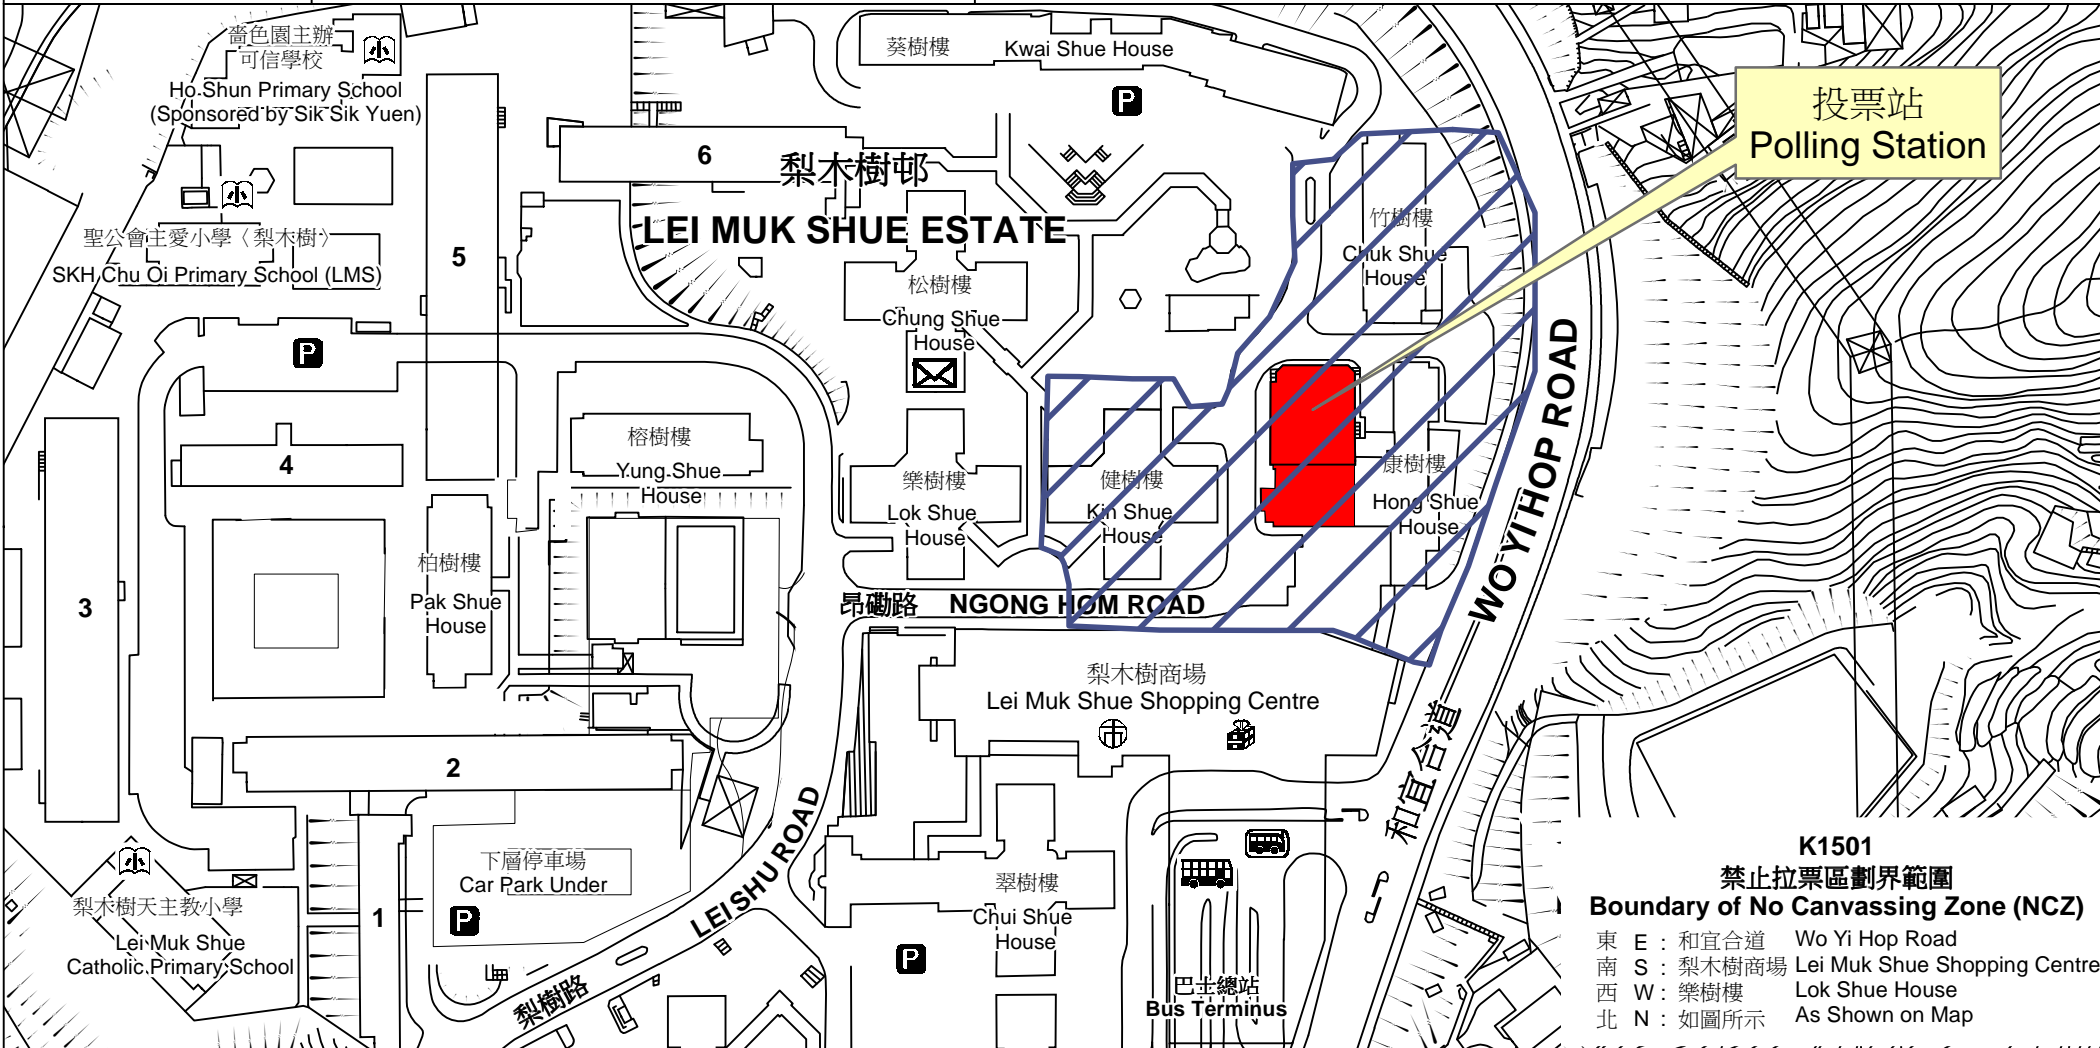 嗇色園主辦
可信學校
Ho Shun Primary School
(Sponsored by Sik Sik Yuen)
葵樹樓
Kwai Shue House
P
投票站
Polling Station
6
梨木樹邨
LEI MUK SHUE ESTATE
小
小
聖公會主愛小學〈梨木樹〉
SKH Chu Oi Primary School (LMS)
5
竹樹樓
Chuk Shue
House
松樹樓
Chung Shue
House
P
4
榕樹樓
Yung Shue
House
樂樹樓
Lok Shue
House
健樹樓
Kin Shue
House
康樹樓
Hong Shue
House
WO YI HOP ROAD
和宜合道
3
柏樹樓
Pak Shue
House
昂磡路
NGONG HOM ROAD
梨木樹商場
Lei Muk Shue Shopping Centre
市
2
LEI SHU ROAD
梨樹路
下層停車場
Car Park Under
P
1
小
梨木樹天主教小學
Lei Muk Shue
Catholic Primary School
翠樹樓
Chui Shue
House
P
巴士總站
Bus Terminus
K1501
禁止拉票區劃界範圍
Boundary of No Canvassing Zone (NCZ)
東 E : 和宜合道 Wo Yi Hop Road
南 S : 梨木樹商場 Lei Muk Shue Shopping Centre
西 W : 樂樹樓 Lok Shue House
北 N : 如圖所示 As Shown on Map